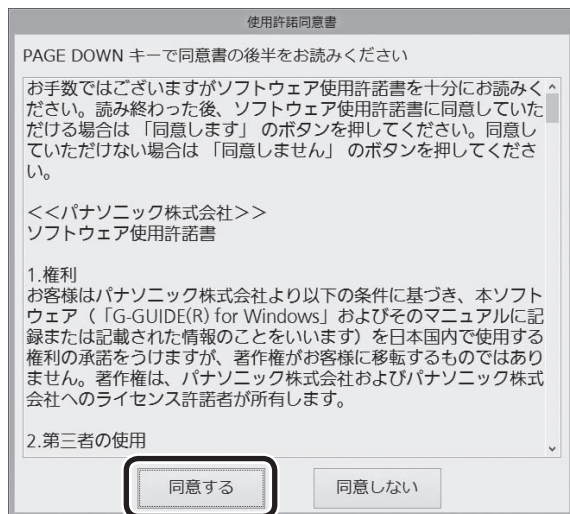 使用許諾同意書
PAGE DOWN キーで同意書の後半をお読みください
お手数ではございますがソフトウェア使用許諾書を十分にお読みく
ださい。読み終わった後、ソフトウェア使用許諾書に同意していた
だける場合は 「同意します」 のボタンを押してください。同意し
ていただけない場合は 「同意しません」 のボタンを押してくださ
い。
<<パナソニック株式会社>>
ソフトウェア使用許諾書
1.権利
お客様はパナソニック株式会社より以下の条件に基づき、本ソフト
ウェア（「G-GUIDE(R) for Windows」およびそのマニュアルに記
録または記載された情報のことをいいます）を日本国内で使用する
権利の承諾をうけますが、著作権がお客様に移転するものではあり
ません。著作権は、パナソニック株式会社およびパナソニック株式
会社へのライセンス許諾者が所有します。
2.第三者の使用
同意する
同意しない